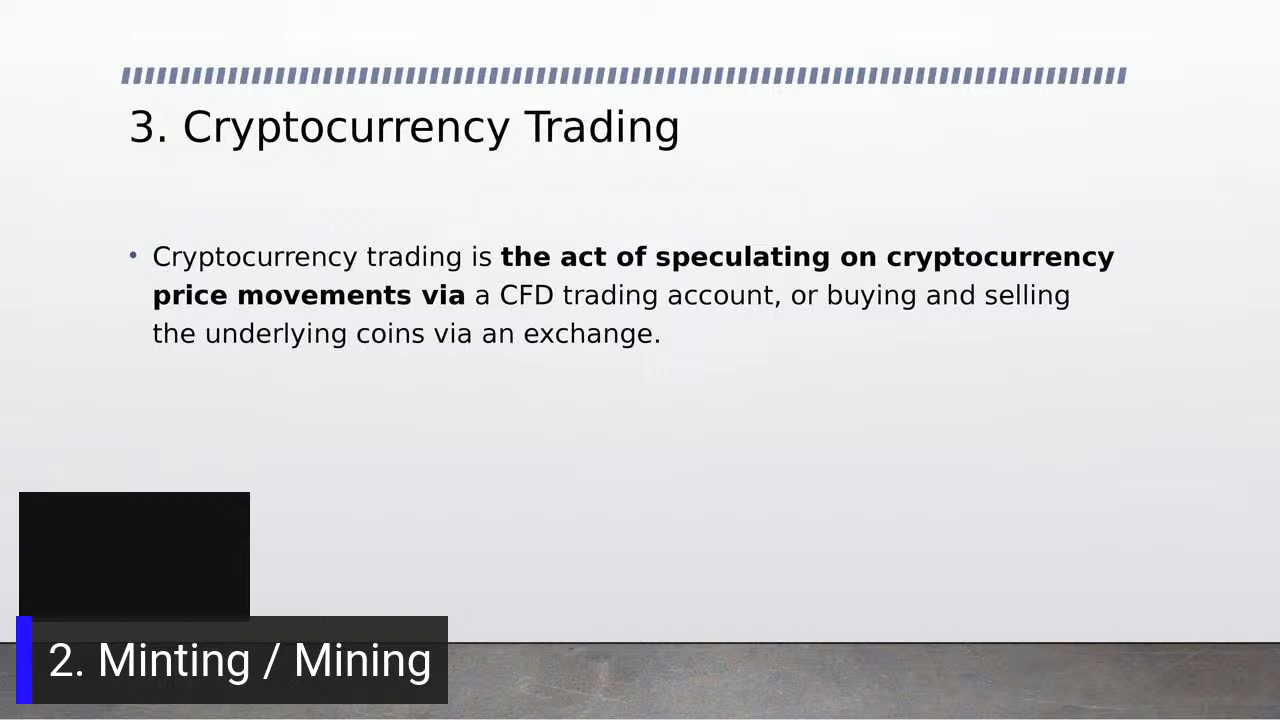 3. Cryptocurrency Trading
• Cryptocurrency trading is the act of speculating on cryptocurrency
price movements via a CFD trading account, or buying and selling
the underlying coins via an exchange.
2. Minting / Mining